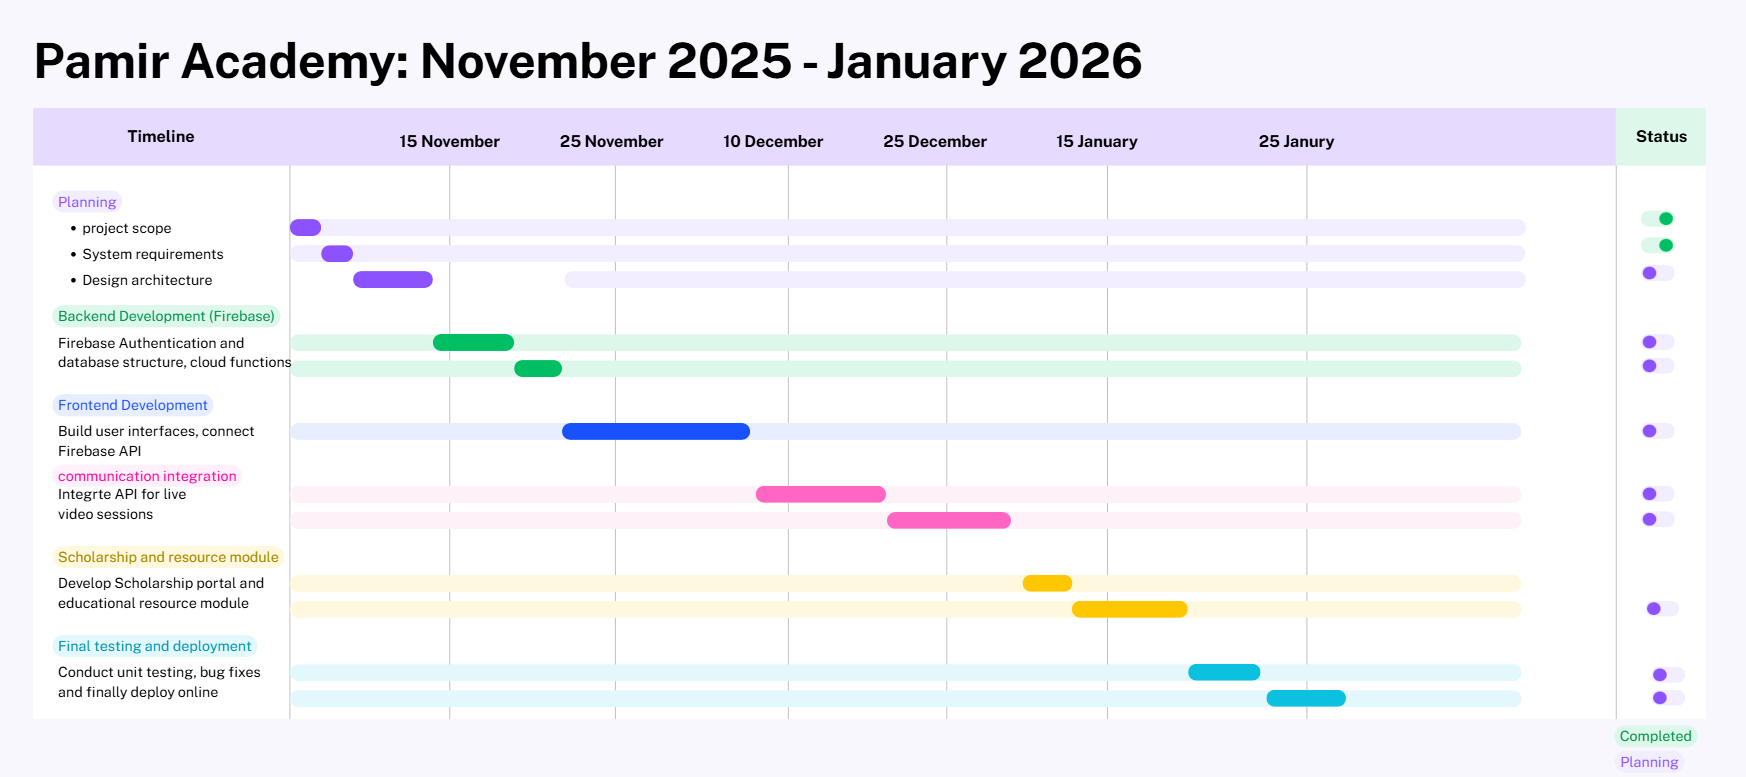 Pamir Academy: November 2025 - January 2026
Timeline
15 November
25 November
10 December
25 December
15 January
25 Janury
Status
Planning
• project scope
• System requirements
• Design architecture
Backend Development (Firebase)
Firebase Authentication and
database structure, cloud functions
Frontend Development
Build user interfaces, connect
Firebase API
communication integration
Integrte API for live
video sessions
Scholarship and resource module
Develop Scholarship portal and
educational resource module
Final testing and deployment
Conduct unit testing, bug fixes
and finally deploy online
Completed
Planning